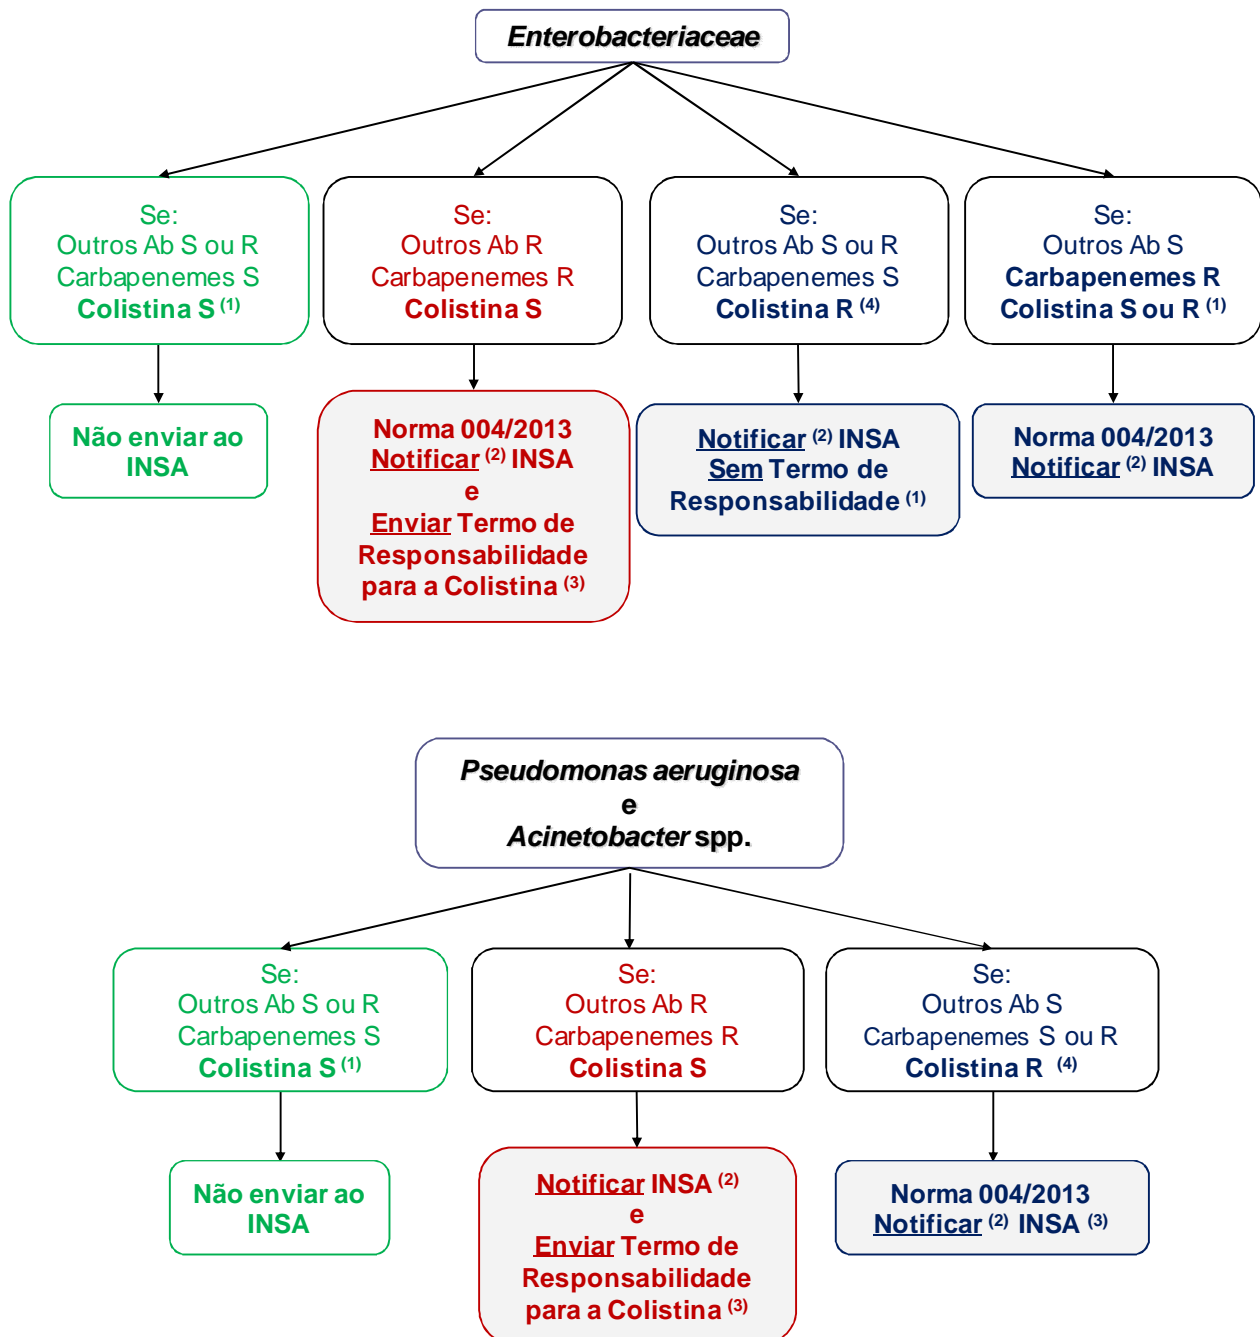 Enterobacteriaceae
Se:
Outros Ab S ou R
Carbapenemes S
Colistina S (1)
Se:
Outros Ab R
Carbapenemes R
Colistina S
Se:
Outros Ab S ou R
Carbapenemes S
Colistina R (4)
Se:
Outros Ab S
Carbapenemes R
Colistina S ou R (1)
Não enviar ao
INSA
Norma 004/2013
Notificar (2) INSA
e
Enviar Termo de
Responsabilidade
para a Colistina (3)
Notificar (2) INSA
Sem Termo de
Responsabilidade (1)
Norma 004/2013
Notificar (2) INSA
Pseudomonas aeruginosa
e
Acinetobacter spp.
Se:
Outros Ab S ou R
Carbapenemes S
Colistina S (1)
Se:
Outros Ab R
Carbapenemes R
Colistina S
Se:
Outros Ab S
Carbapenemes S ou R
Colistina R (4)
Não enviar ao
INSA
Notificar INSA (2)
e
Enviar Termo de
Responsabilidade
para a Colistina (3)
Norma 004/2013
Notificar (2) INSA (3)